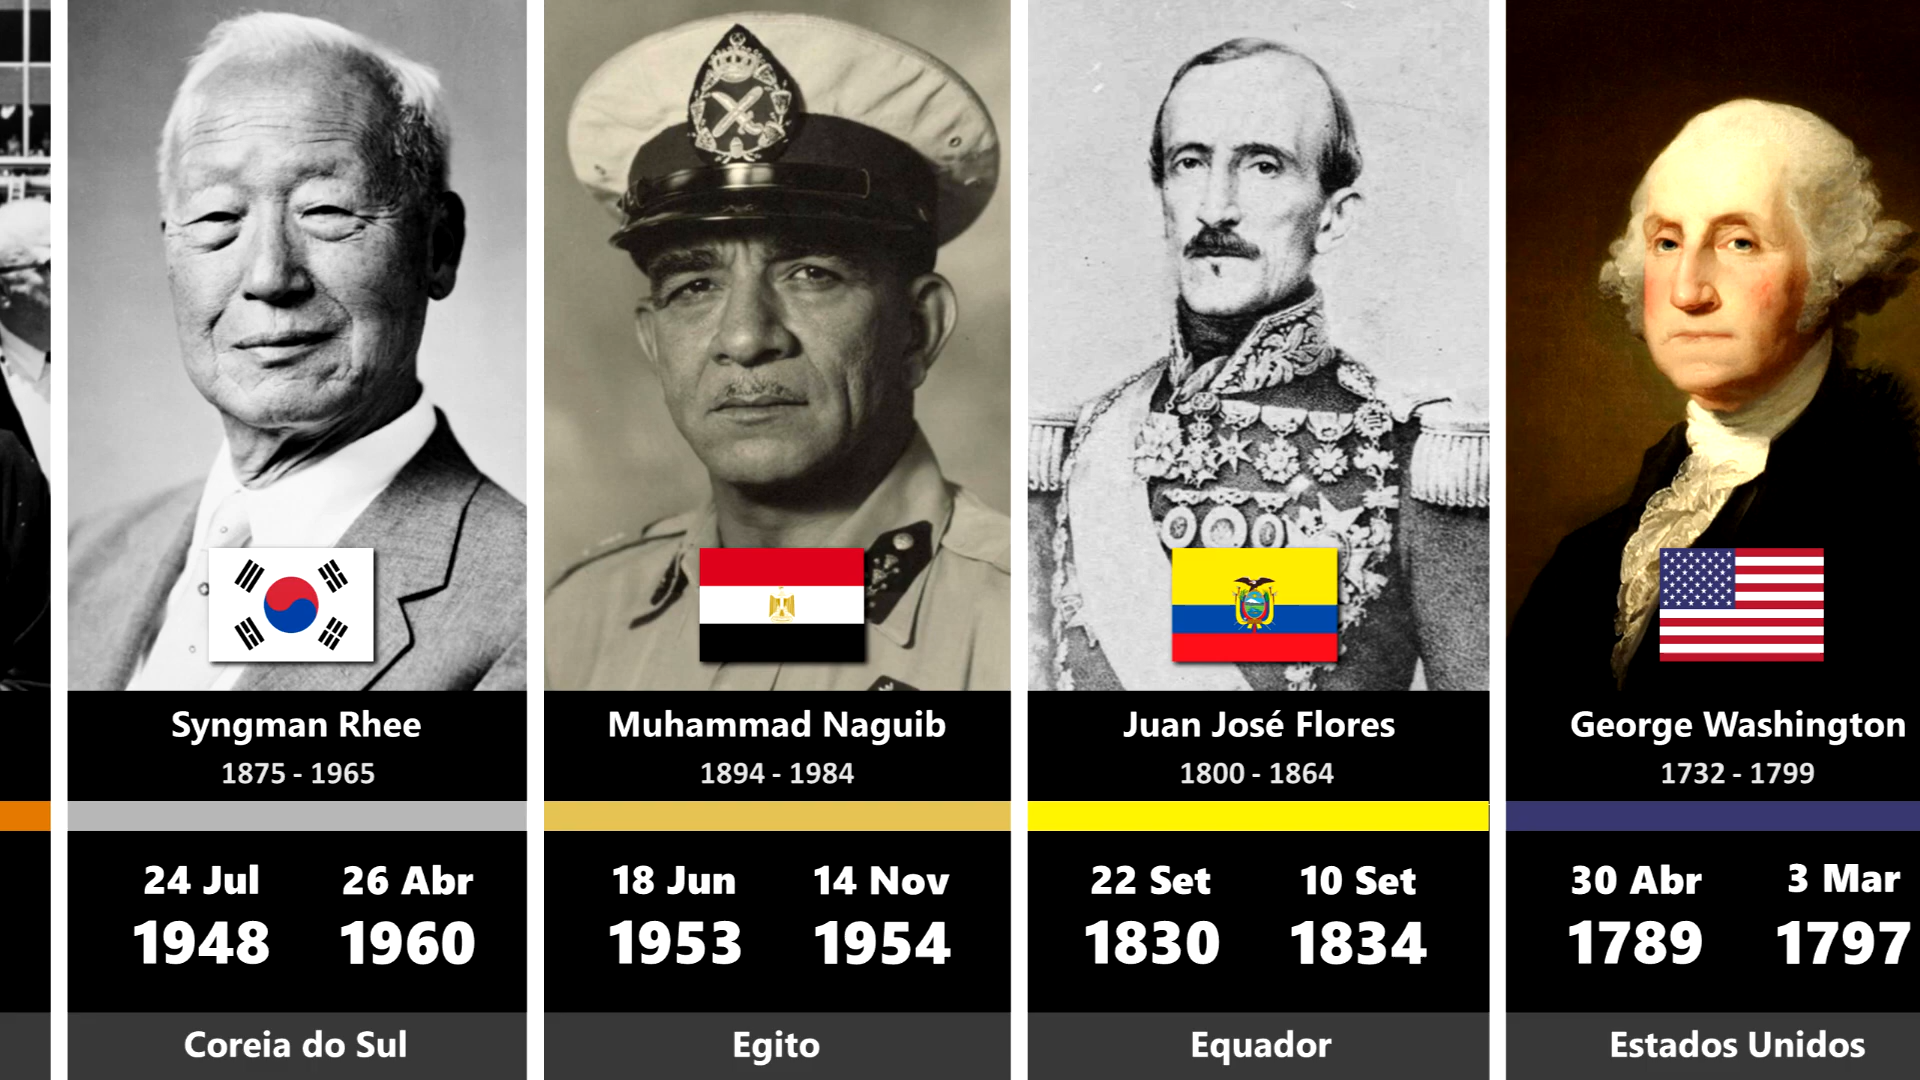 Syngman Rhee
1875 - 1965
24 Jul
26 Abr
1948
1960
Coreia do Sul
Muhammad Naguib
1894 - 1984
18 Jun
14 Nov
1953
1954
Egito
Juan José Flores
1800 - 1864
22 Set
10 Set
1830
1834
Equador
George Washington
1732 - 1799
30 Abr
3 Mar
1789
1797
Estados Unidos